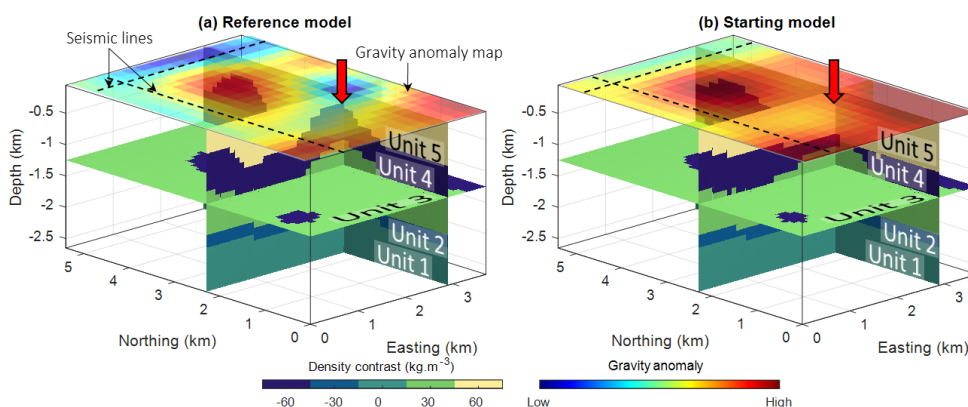 (a) Reference model
(b) Starting model
Seismic lines
Gravity anomaly map
-0.5
-1
-1.5
-2
-2.5
Depth (km)
Unit 5
Unit 4
Unit 3
Unit 2
Unit 1
5
4
3
2
1
0
Northing (km)
0
1
2
3
Easting (km)
-0.5
-1
-1.5
-2
-2.5
Depth (km)
Unit 5
Unit 4
Unit 2
Unit 1
5
4
3
2
1
0
Northing (km)
0
1
2
3
Easting (km)
Density contrast (kg.m-3)
-60 -30 0 30 60
Gravity anomaly
Low High